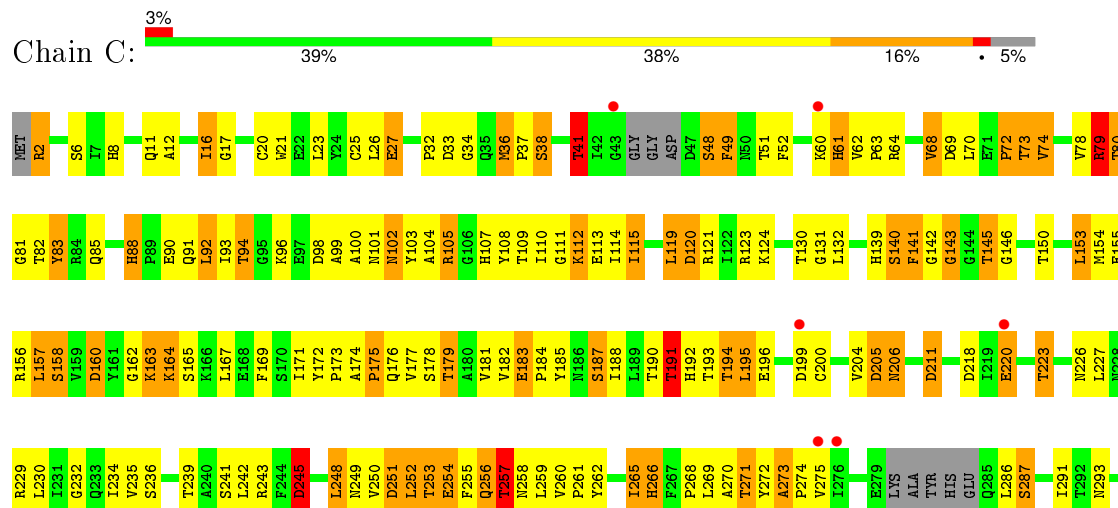 3%
Chain C:
39% 38% 16% • 5%
MET R2 S6 I7 H8 Q11 A12 I16 G17 C20 W21 E22 L23 Y24 C25 L26 E27 P32 D33 G34 Q35 M36 P37 S38 T41 I42 G43 GLY GLY ASP D47 S48 F49 N50 T51 F52 K60 H61 V62 P63 R64 V68 D69 L70 E71 P72 T73 V74 V78 R79 T80
G81 T82 Y83 R84 Q85 H88 P89 E90 Q91 L92 I93 T94 G95 K96 E97 D98 A99 A100 N101 N102 Y103 A104 R105 G106 H107 Y108 T109 I110 G111 K112 E113 I114 I115 L119 D120 R121 I122 R123 K124 T130 G131 L132 H139 S140 F141 G142 G143 G144 T145 G146 T150 L153 M154 E155
R156 L157 S158 V159 D160 Y161 G162 K163 K164 S165 K166 L167 E168 F169 S170 I171 Y172 P173 A174 P175 Q176 V177 S178 T179 A180 V181 V182 E183 P184 Y185 N186 S187 I188 L189 T190 T191 H192 T193 T194 L195 E196 D199 C200 V204 D205 N206 D211 D218 I219 E220 T223 N226 L227 N228
R229 L230 I231 G232 Q233 I234 V235 S236 T239 A240 S241 L242 R243 F244 D245 L248 N249 V250 D251 L252 T253 E254 F255 Q256 T257 N258 L259 V260 P261 Y262 I265 H266 F267 P268 L269 A270 T271 Y272 A273 P274 V275 I276 E279 LYS ALA TYR HIS GLU Q285 L286 S287 I291 T292 N293